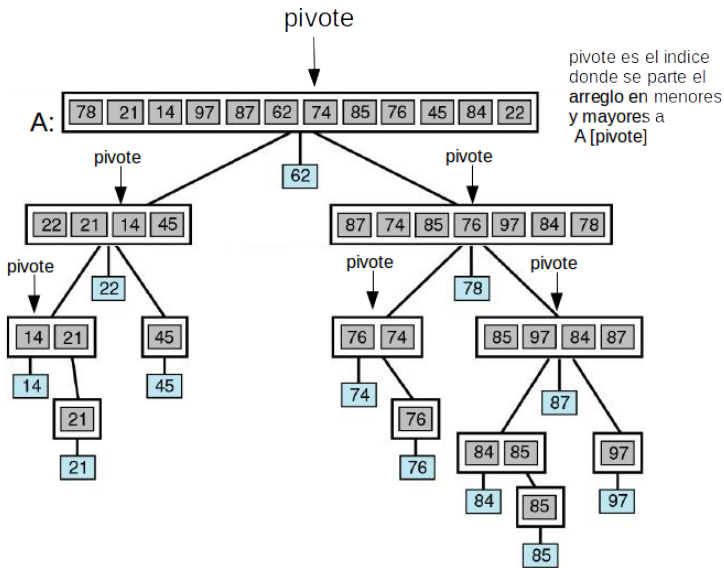 pivote
pivote es el indice
donde se parte el
arreglo en menores
y mayores a
A [pivote]
A: 78 21 14 97 87 62 74 85 76 45 84 22
pivote
62
pivote
22 21 14 45
87 74 85 76 97 84 78
pivote
22
pivote
78
pivote
14 21
45
76 74
85 97 84 87
14
45
74
87
21
76
84 85
97
21
76
84
85
97
85